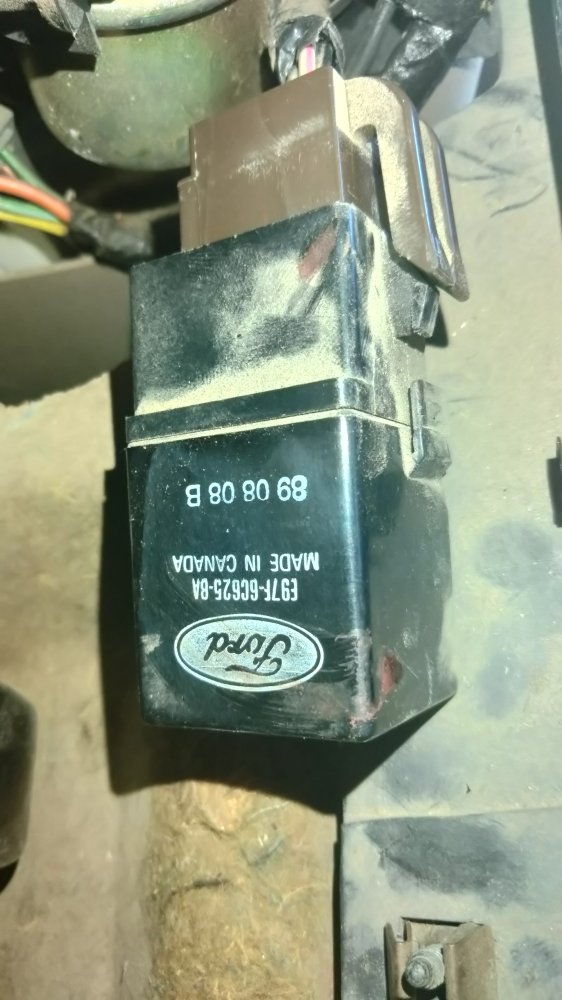 Ford
E97F-6C625-BA
MADE IN CANADA
89 08 08 B